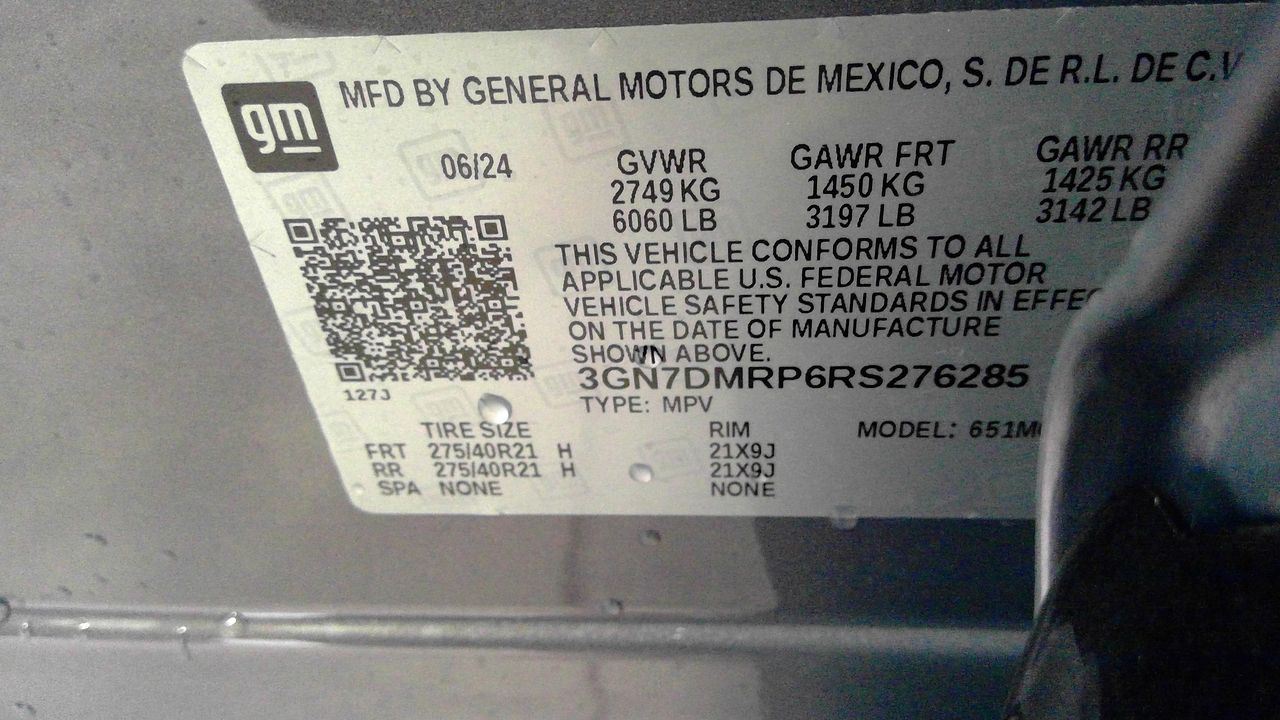 gm
MFD BY GENERAL MOTORS DE MEXICO, S. DE R.L. DE C.V
06/24 GVWR GAWR FRT GAWR RR
2749 KG 1450 KG 1425 KG
6060 LB 3197 LB 3142 LB
THIS VEHICLE CONFORMS TO ALL
APPLICABLE U.S. FEDERAL MOTOR
VEHICLE SAFETY STANDARDS IN
ON THE DATE OF MANUFACTURE
SHOWN ABOVE.
3GN7DMRP6RS276285
127J
TYPE: MPV
TIRE SIZE RIM MODEL:
FRT 275/40R21 H 21X9J
RR 275/40R21 H 21X9J
SPA NONE NONE